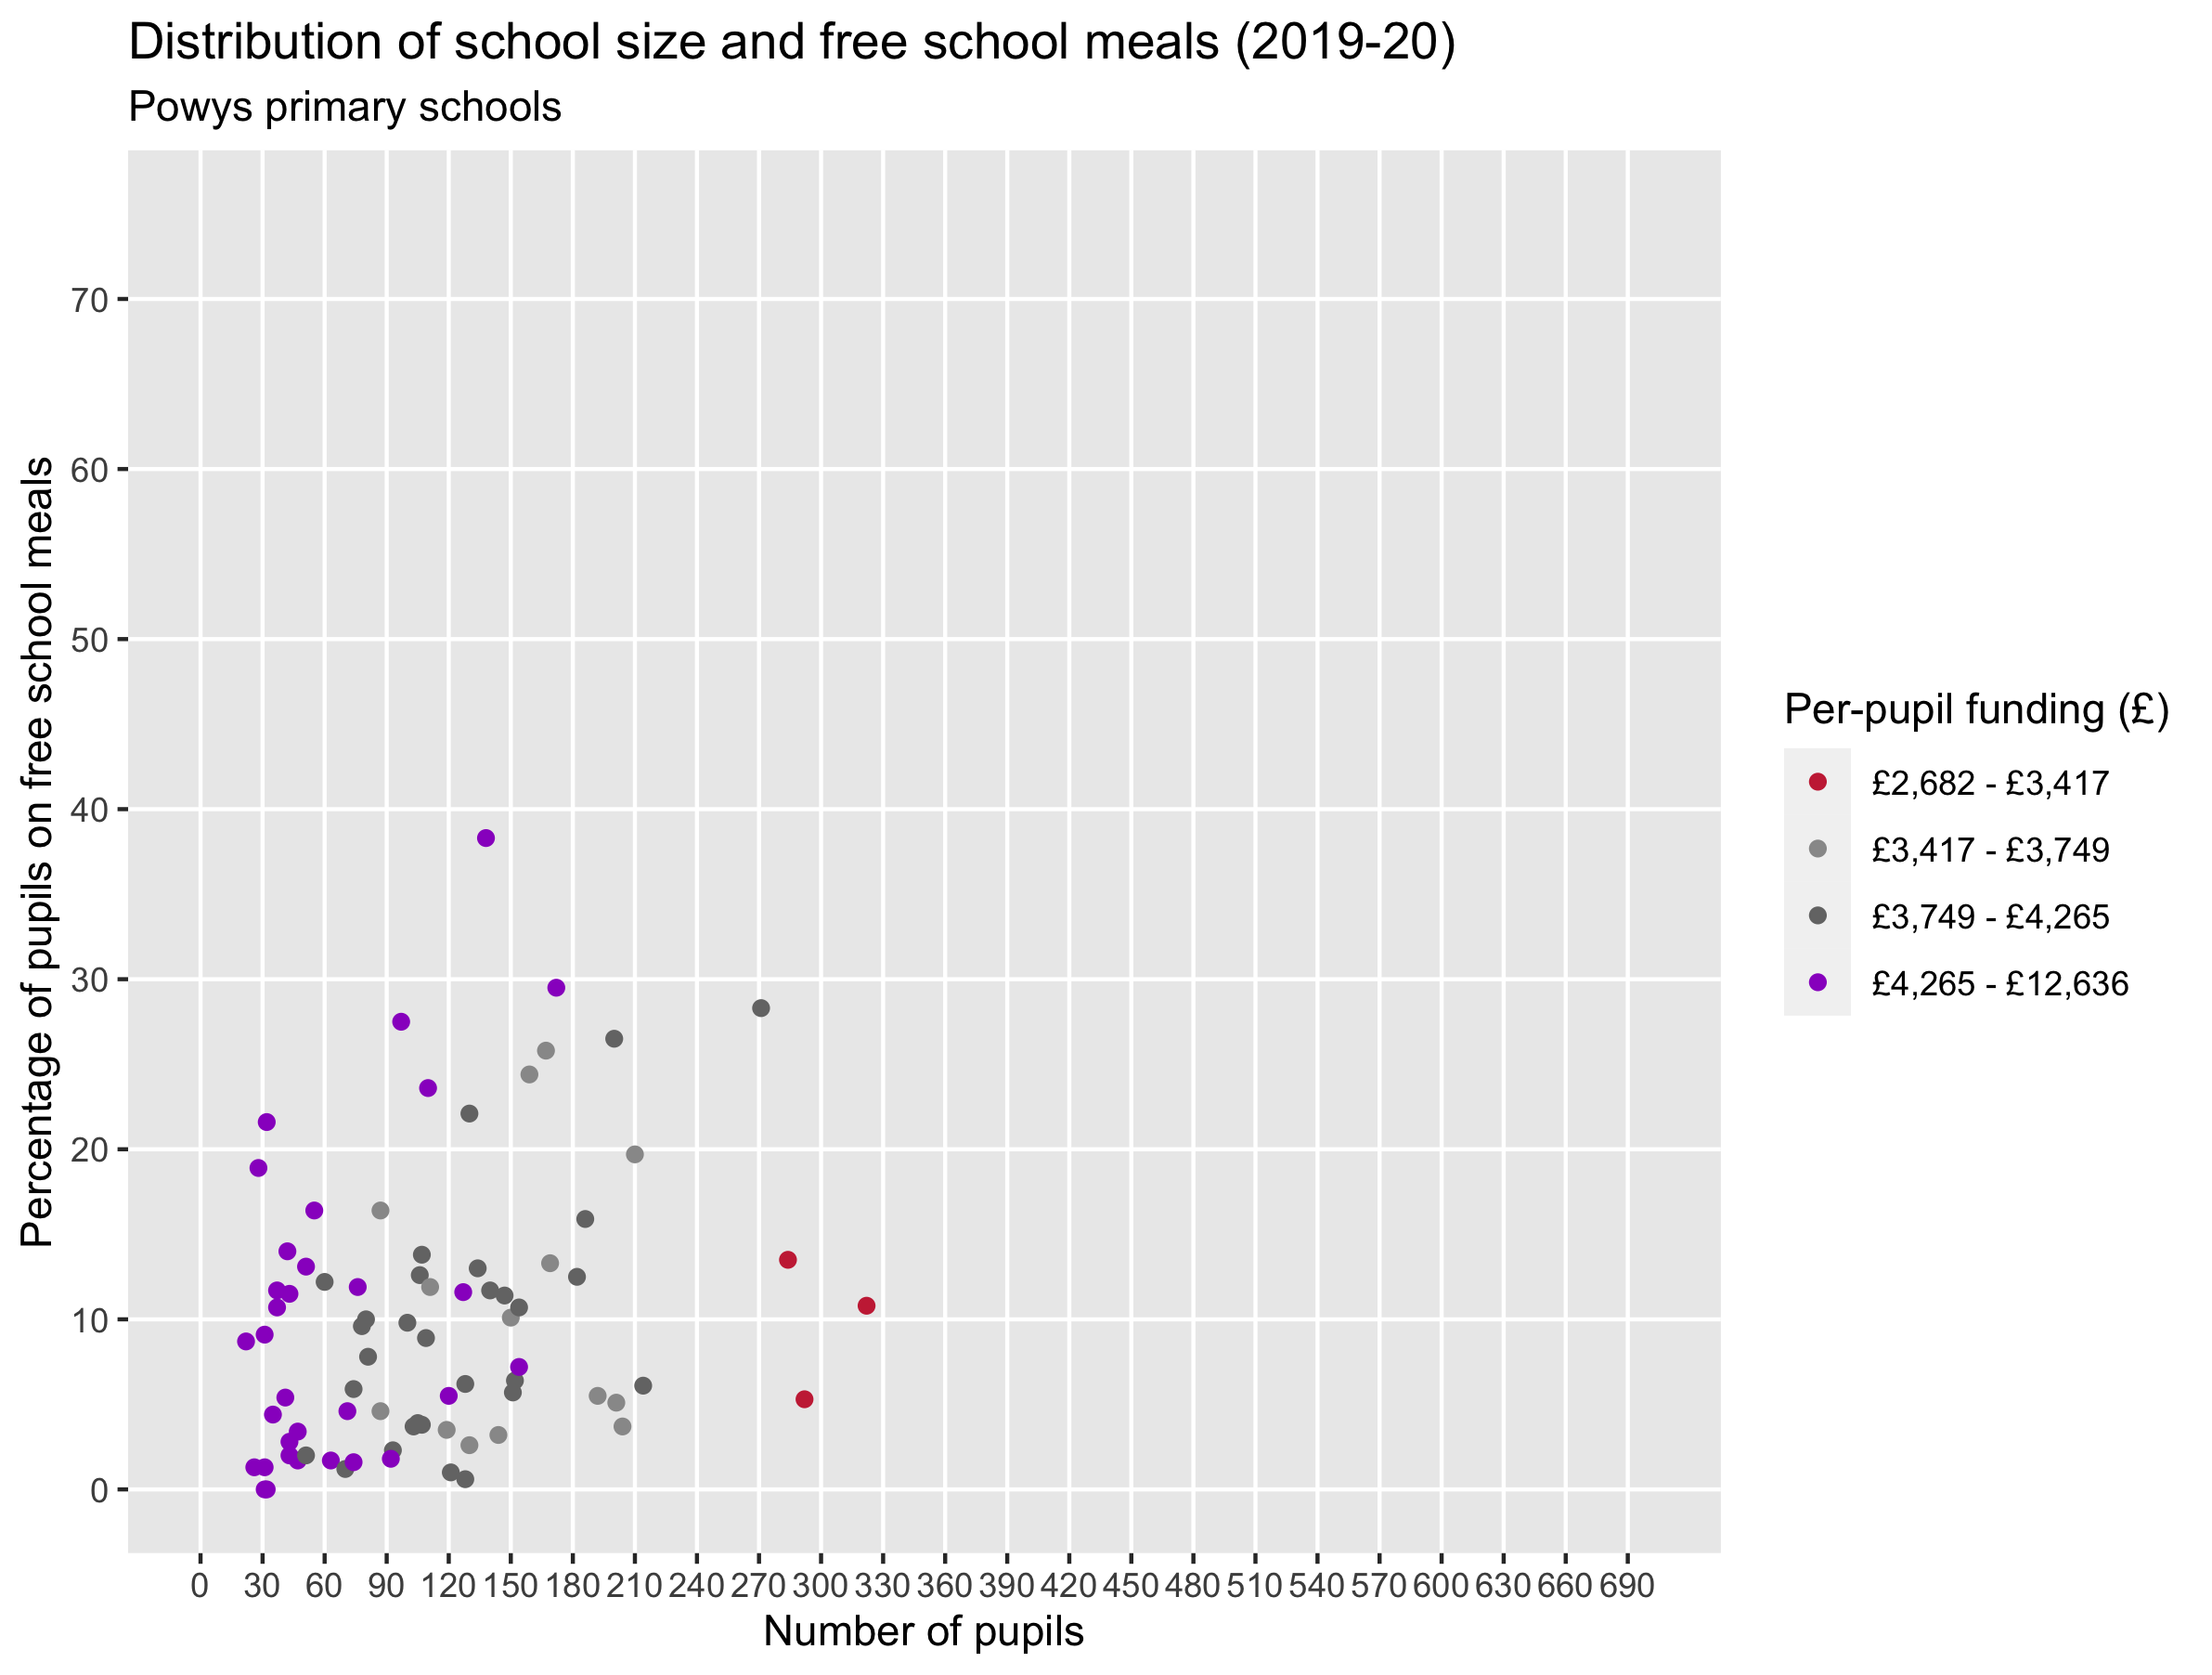 Distribution of school size and free school meals (2019-20)
Powys primary schools
Percentage of pupils on free school meals
70
60
50
40
30
20
10
0
0 30 60 90 120 150 180 210 240 270 300 330 360 390 420 450 480 510 540 570 600 630 660 690
Number of pupils
Per-pupil funding (£)
£2,682 - £3,417
£3,417 - £3,749
£3,749 - £4,265
£4,265 - £12,636